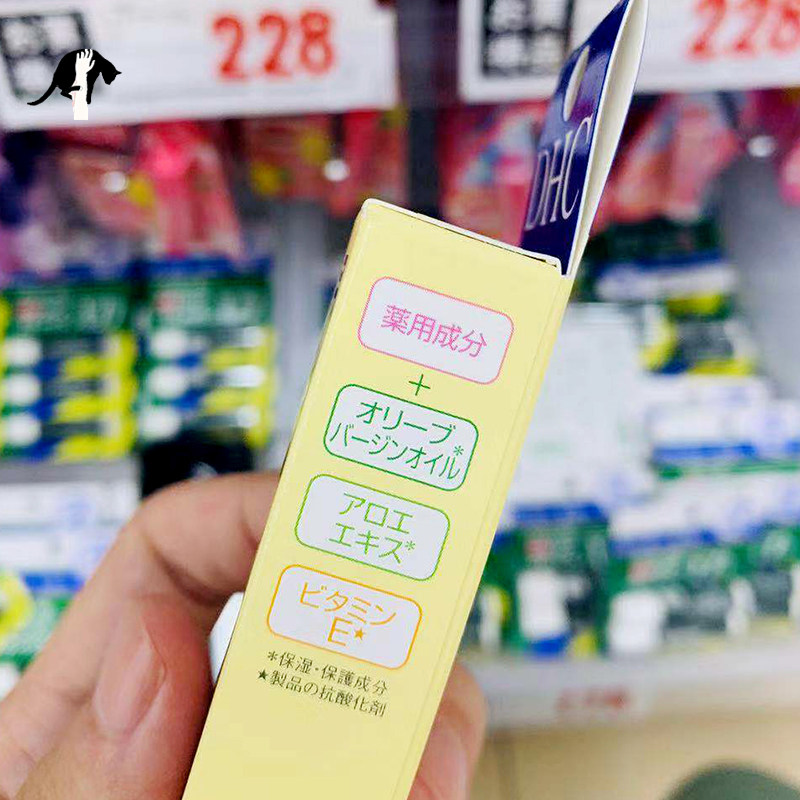 228
228
DHC
薬用成分
+
オリーブ*
バージンオイル
アロエ
エキス*
ビタミン
E★
*保湿・保護成分
★製品の抗酸化剤